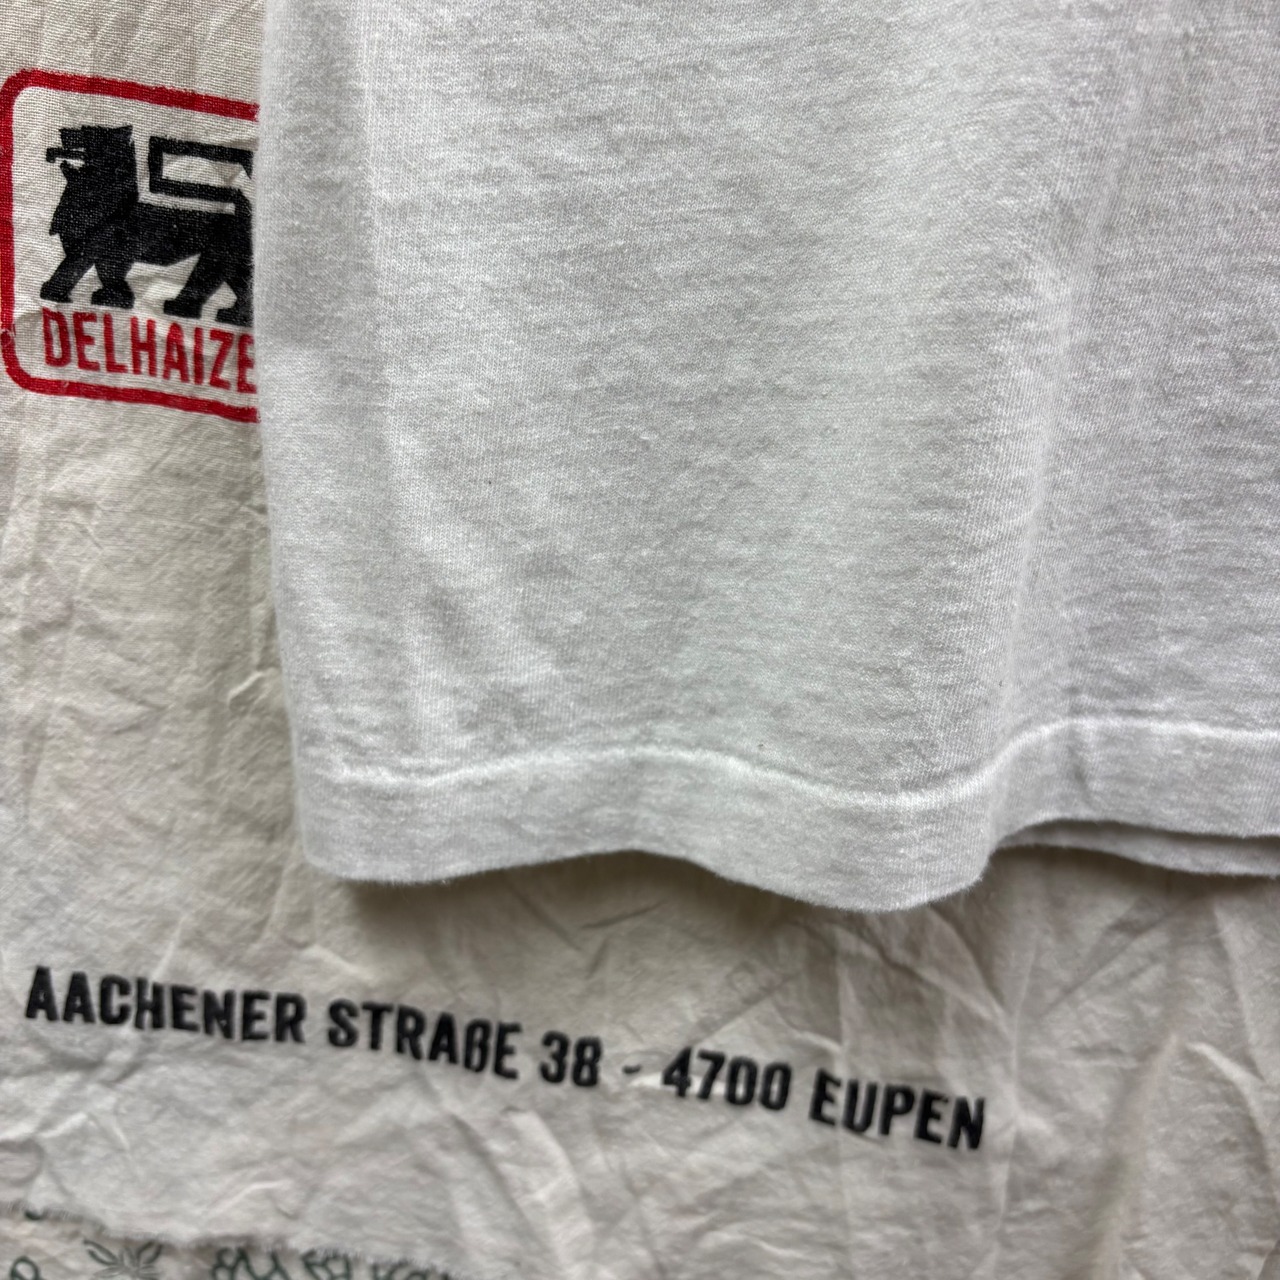 DELHAIZE
AACHENER STRAßE 38 - 4700 EUPEN